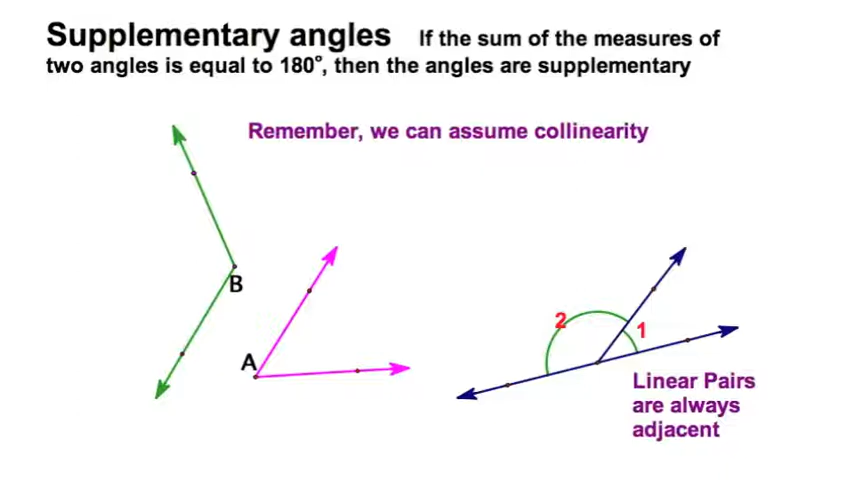 Supplementary angles If the sum of the measures of
two angles is equal to 180°, then the angles are supplementary
Remember, we can assume collinearity
B
A
2
1
Linear Pairs
are always
adjacent